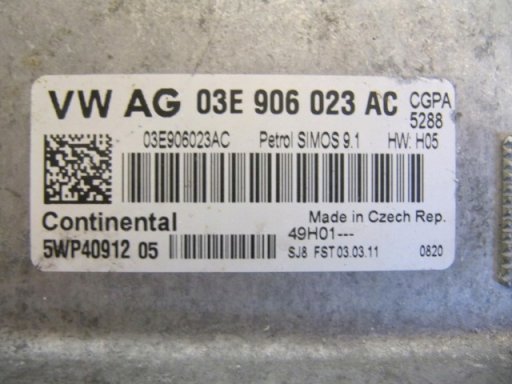 VW AG 03E 906 023 AC CGPA
5288
03E906023AC Petrol SIMOS 9.1 HW: H05
Continental Made in Czech Rep.
49H01---
5WP40912 05 SJ8 FST 03.03.11 0820